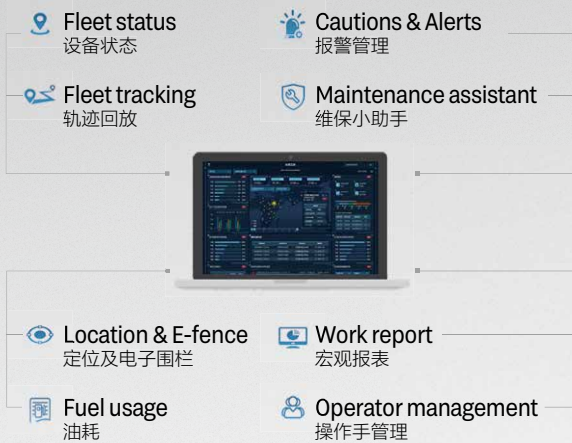 Fleet status
设备状态
Cautions & Alerts
报警管理
Fleet tracking
轨迹回放
Maintenance assistant
维保小助手
Location & E-fence
定位及电子围栏
Work report
宏观报表
Fuel usage
油耗
Operator management
操作手管理